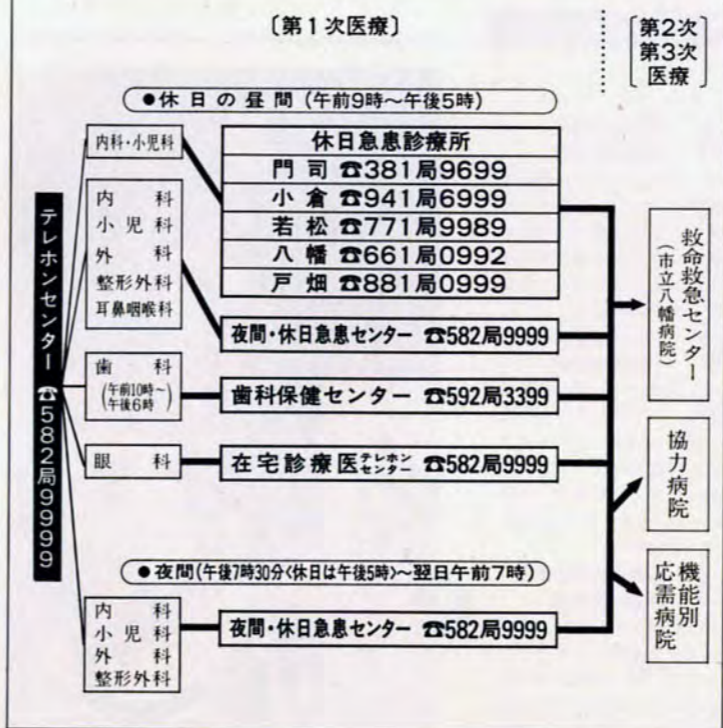 〔第1次医療〕
第2次
第3次
医療
●休日の昼間(午前9時～午後5時)
テレホンセンター ☎582局9999
内科・小児科
休日急患診療所
門司 ☎381局9699
小倉 ☎941局6999
若松 ☎771局9989
八幡 ☎661局0992
戸畑 ☎881局0999
内科
小児科
外科
整形外科
耳鼻咽喉科
夜間・休日急患センター ☎582局9999
歯科
(午前10時～午後6時)
歯科保健センター ☎592局3399
眼科
在宅診療医テレホンセンター ☎582局9999
●夜間(午後7時30分〈休日は午後5時〉～翌日午前7時)
内科
小児科
外科
整形外科
夜間・休日急患センター ☎582局9999
救命救急センター
(市立八幡病院)
協力病院
機能別
応需病院